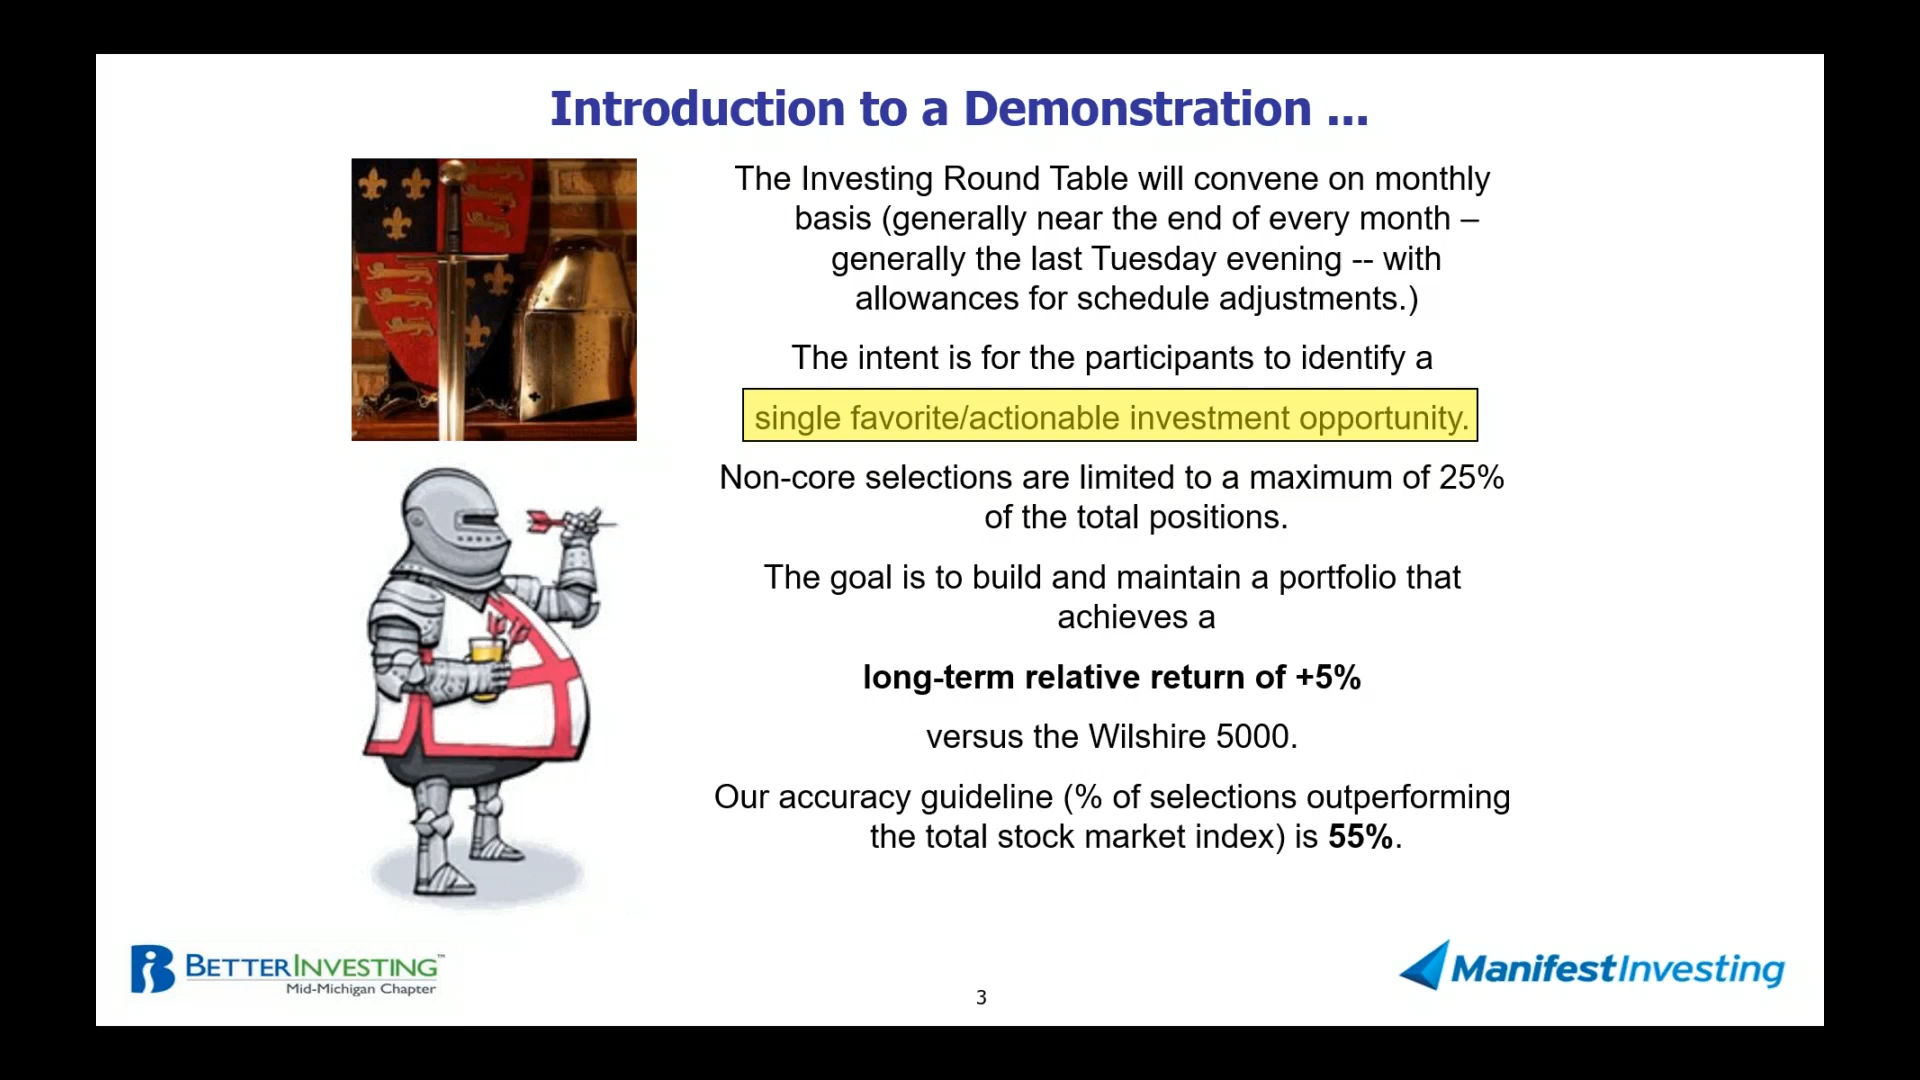 Introduction to a Demonstration ...
The Investing Round Table will convene on monthly
basis (generally near the end of every month –
generally the last Tuesday evening -- with
allowances for schedule adjustments.)
The intent is for the participants to identify a
single favorite/actionable investment opportunity.
Non-core selections are limited to a maximum of 25%
of the total positions.
The goal is to build and maintain a portfolio that
achieves a
long-term relative return of +5%
versus the Wilshire 5000.
Our accuracy guideline (% of selections outperforming
the total stock market index) is 55%.
BETTERINVESTING™
Mid-Michigan Chapter
3
ManifestInvesting